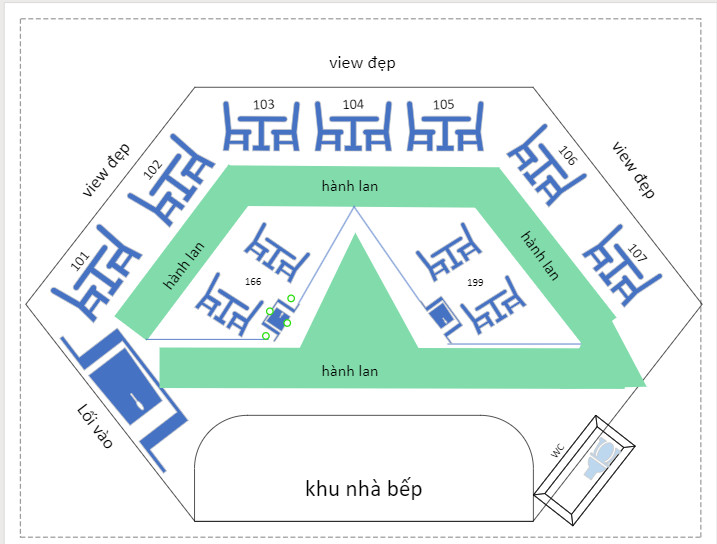 view đẹp
103
104
105
view đẹp
102
106
view đẹp
hành lan
101
107
hành lan
hành lan
166
199
hành lan
Lối vào
WC
khu nhà bếp